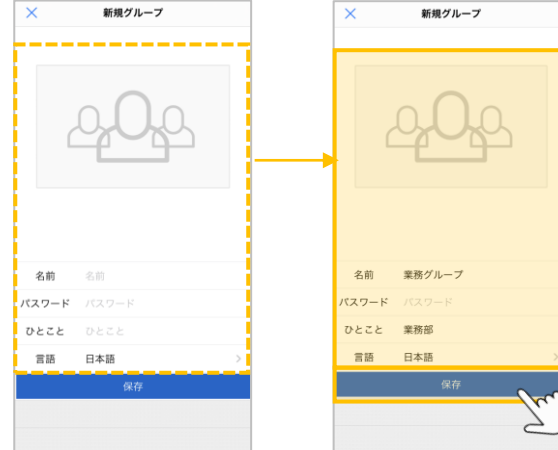 新規グループ
名前 名前
パスワード パスワード
ひとこと ひとこと
言語 日本語
保存
新規グループ
名前 業務グループ
パスワード パスワード
ひとこと 業務部
言語 日本語
保存